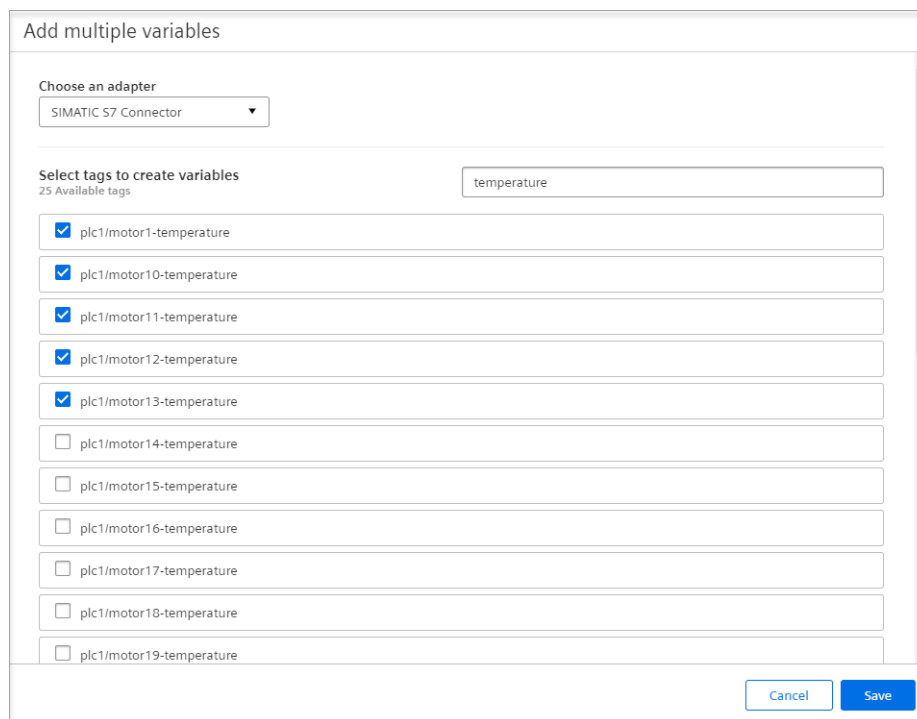 Add multiple variables
Choose an adapter
SIMATIC S7 Connector
Select tags to create variables
25 Available tags
temperature
plc1/motor1-temperature
plc1/motor10-temperature
plc1/motor11-temperature
plc1/motor12-temperature
plc1/motor13-temperature
plc1/motor14-temperature
plc1/motor15-temperature
plc1/motor16-temperature
plc1/motor17-temperature
plc1/motor18-temperature
plc1/motor19-temperature
Cancel
Save